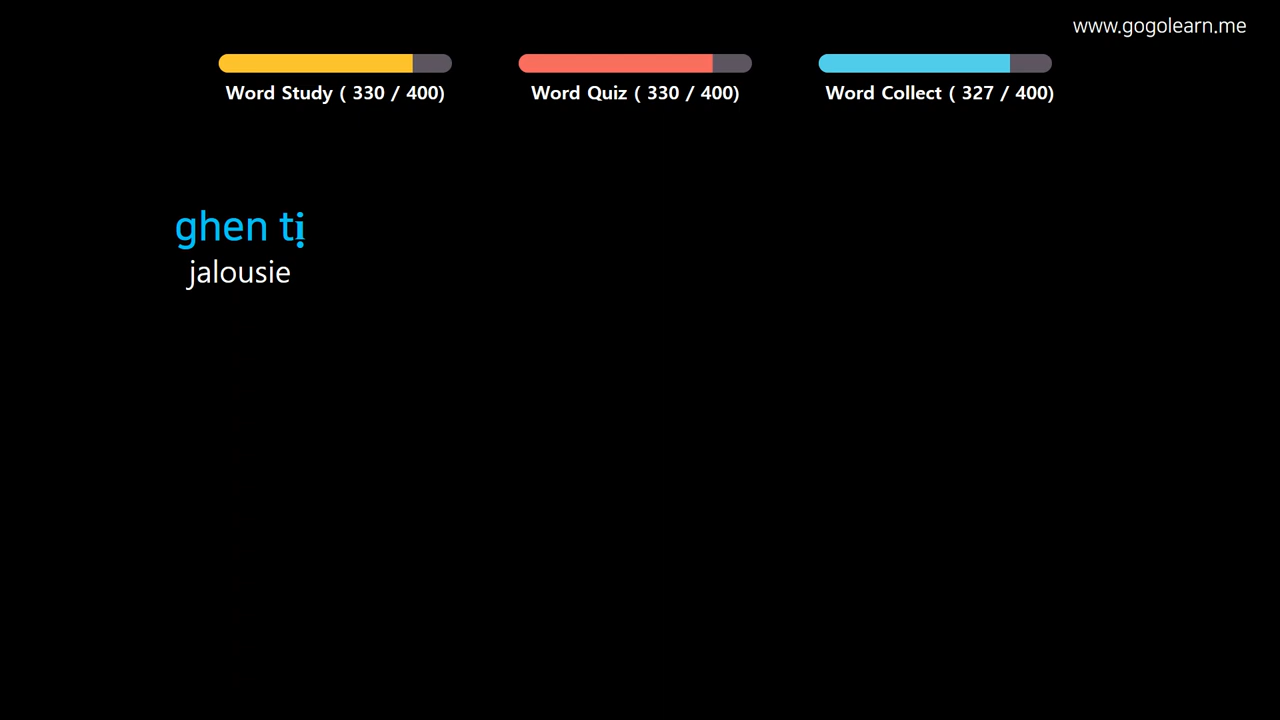 www.gogolearn.me
Word Study ( 330 / 400)
Word Quiz ( 330 / 400)
Word Collect ( 327 / 400)
ghen tị
jalousie